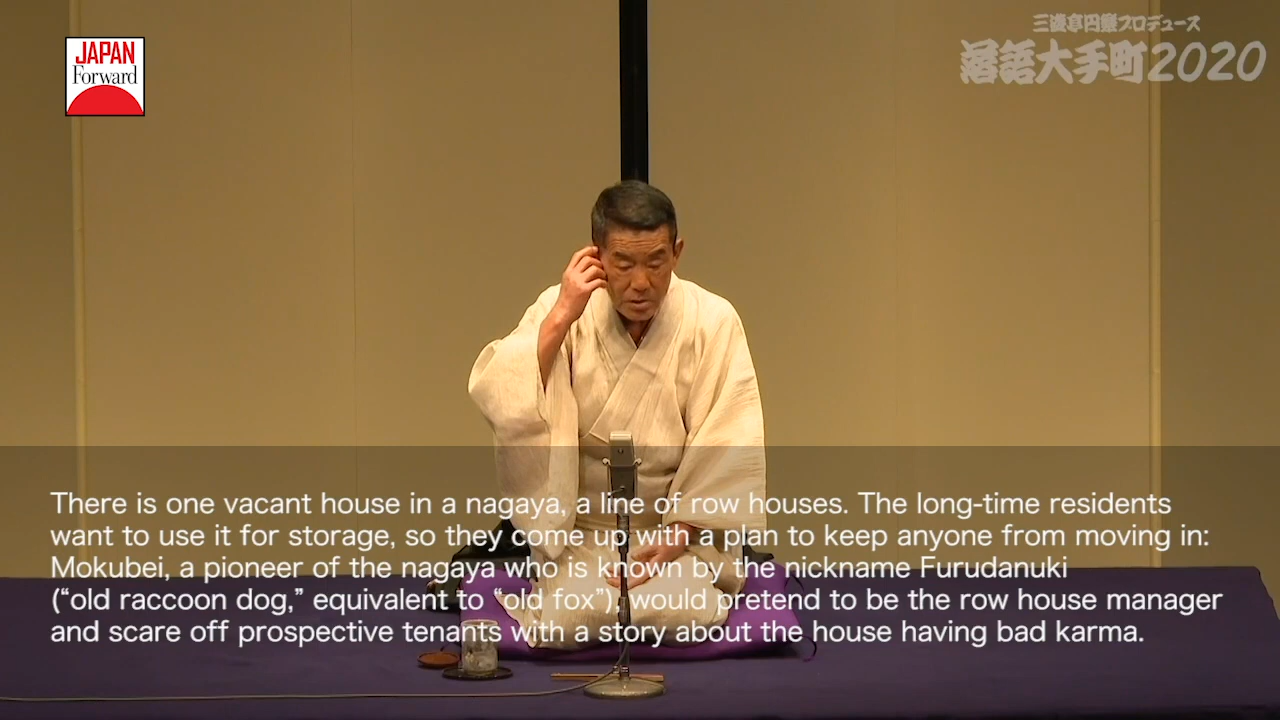 JAPAN
Forward
三遊亭円楽プロデュース
落語大手町2020
There is one vacant house in a nagaya, a line of row houses. The long-time residents
want to use it for storage, so they come up with a plan to keep anyone from moving in:
Mokubei, a pioneer of the nagaya who is known by the nickname Furudanuki
(“old raccoon dog,” equivalent to “old fox”), would pretend to be the row house manager
and scare off prospective tenants with a story about the house having bad karma.